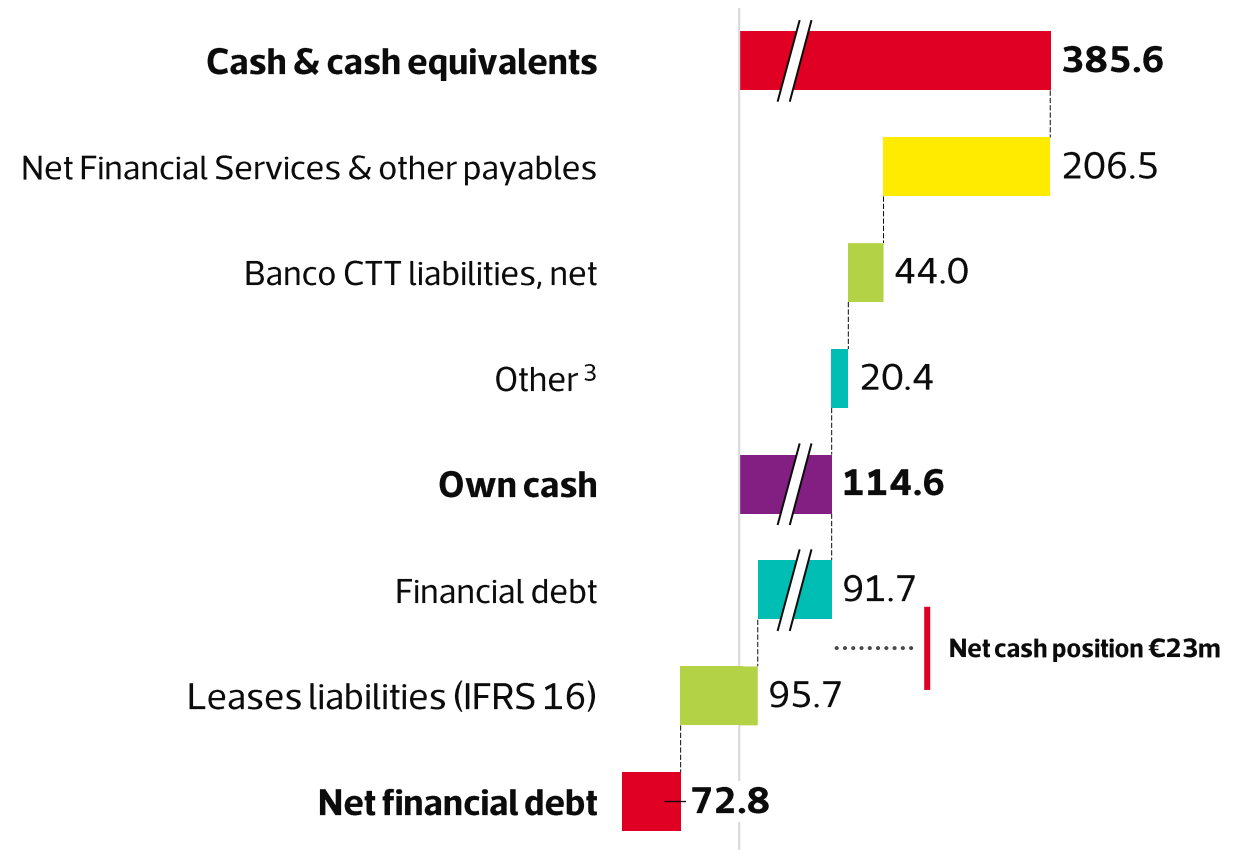 Cash & cash equivalents 385.6
Net Financial Services & other payables 206.5
Banco CTT liabilities, net 44.0
Other ³ 20.4
Own cash 114.6
Financial debt 91.7
Net cash position €23m
Leases liabilities (IFRS 16) 95.7
Net financial debt -72.8